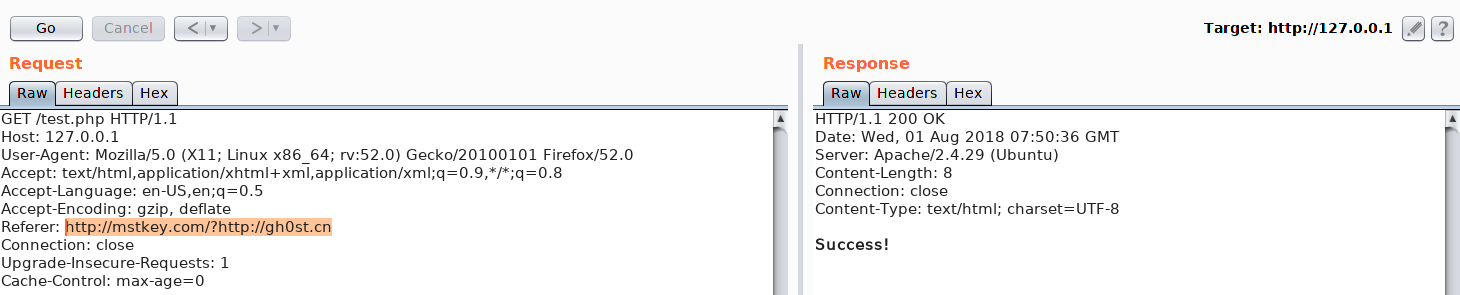 Go Cancel < > Target: http://127.0.0.1 ?
Request
Raw Headers Hex
GET /test.php HTTP/1.1
Host: 127.0.0.1
User-Agent: Mozilla/5.0 (X11; Linux x86_64; rv:52.0) Gecko/20100101 Firefox/52.0
Accept: text/html,application/xhtml+xml,application/xml;q=0.9,*/*;q=0.8
Accept-Language: en-US,en;q=0.5
Accept-Encoding: gzip, deflate
Referer: http://mstkey.com/?http://gh0st.cn
Connection: close
Upgrade-Insecure-Requests: 1
Cache-Control: max-age=0
Response
Raw Headers Hex
HTTP/1.1 200 OK
Date: Wed, 01 Aug 2018 07:50:36 GMT
Server: Apache/2.4.29 (Ubuntu)
Content-Length: 8
Connection: close
Content-Type: text/html; charset=UTF-8
Success!